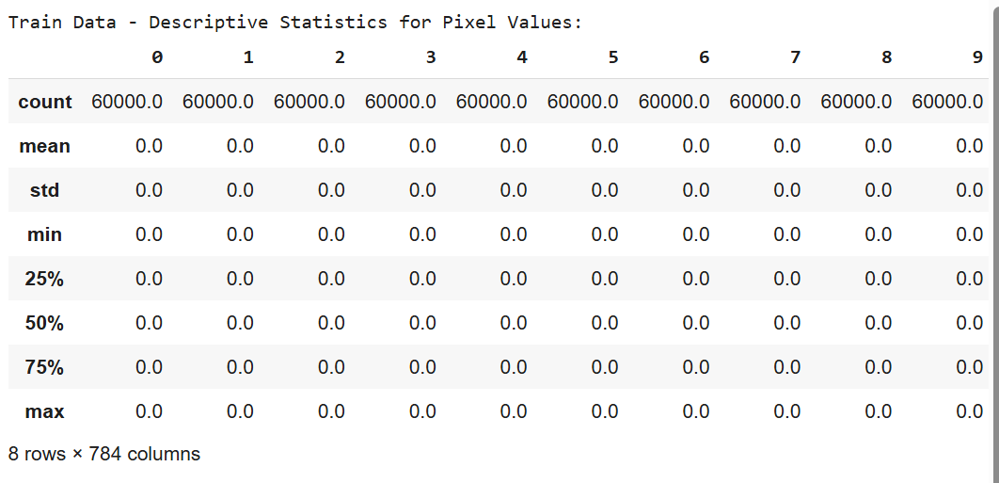 Train Data - Descriptive Statistics for Pixel Values:
0 1 2 3 4 5 6 7 8 9
count 60000.0 60000.0 60000.0 60000.0 60000.0 60000.0 60000.0 60000.0 60000.0 60000.0
mean 0.0 0.0 0.0 0.0 0.0 0.0 0.0 0.0 0.0 0.0
std 0.0 0.0 0.0 0.0 0.0 0.0 0.0 0.0 0.0 0.0
min 0.0 0.0 0.0 0.0 0.0 0.0 0.0 0.0 0.0 0.0
25% 0.0 0.0 0.0 0.0 0.0 0.0 0.0 0.0 0.0 0.0
50% 0.0 0.0 0.0 0.0 0.0 0.0 0.0 0.0 0.0 0.0
75% 0.0 0.0 0.0 0.0 0.0 0.0 0.0 0.0 0.0 0.0
max 0.0 0.0 0.0 0.0 0.0 0.0 0.0 0.0 0.0 0.0
8 rows × 784 columns